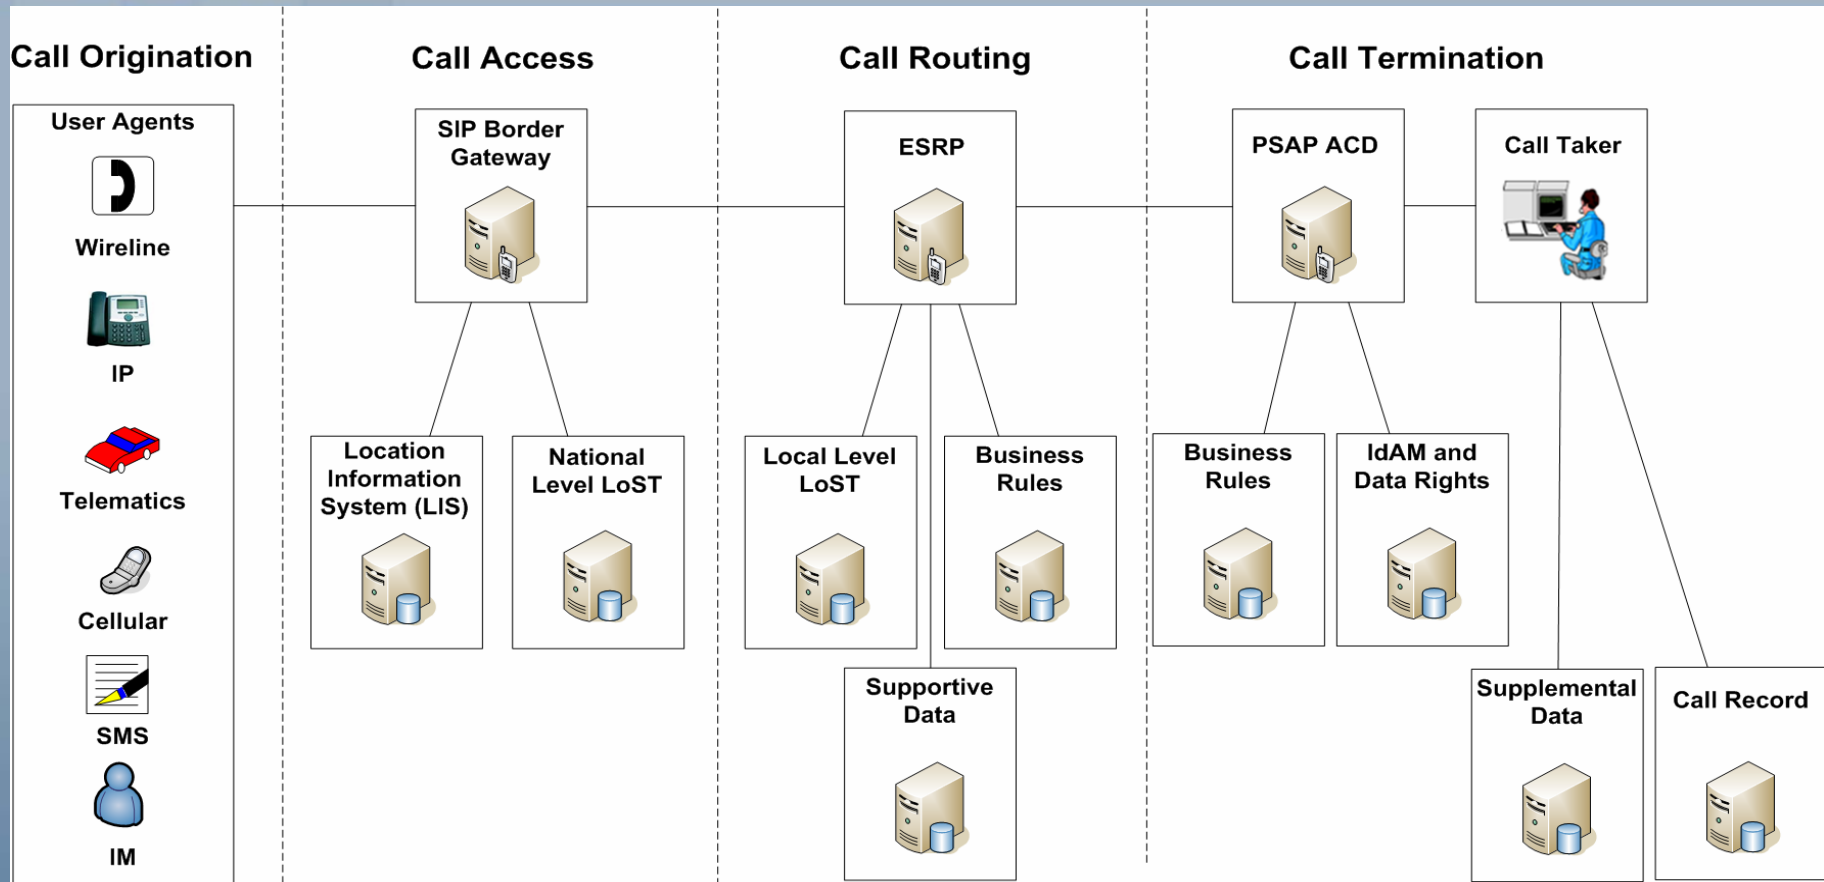 Call Origination
Call Access
Call Routing
Call Termination
User Agents
Wireline
IP
Telematics
Cellular
SMS
IM
SIP Border
Gateway
Location
Information
System (LIS)
National
Level LoST
ESRP
Local Level
LoST
Business
Rules
Supportive
Data
PSAP ACD
Call Taker
Business
Rules
IdAM and
Data Rights
Supplemental
Data
Call Record